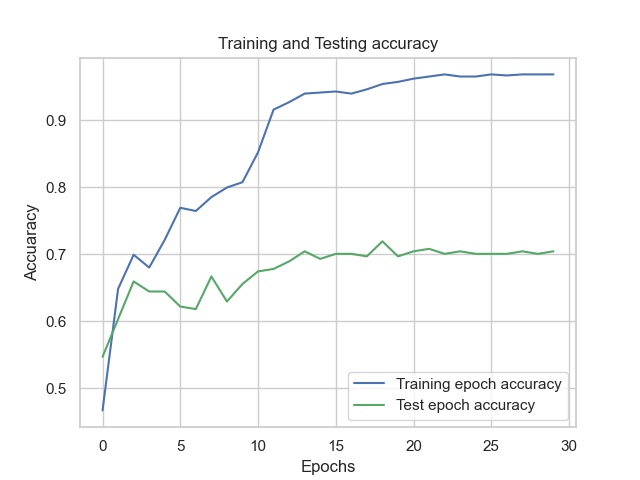 Training and Testing accuracy
Accuaracy
0.9
0.8
0.7
0.6
0.5
Training epoch accuracy
Test epoch accuracy
0 5 10 15 20 25 30
Epochs